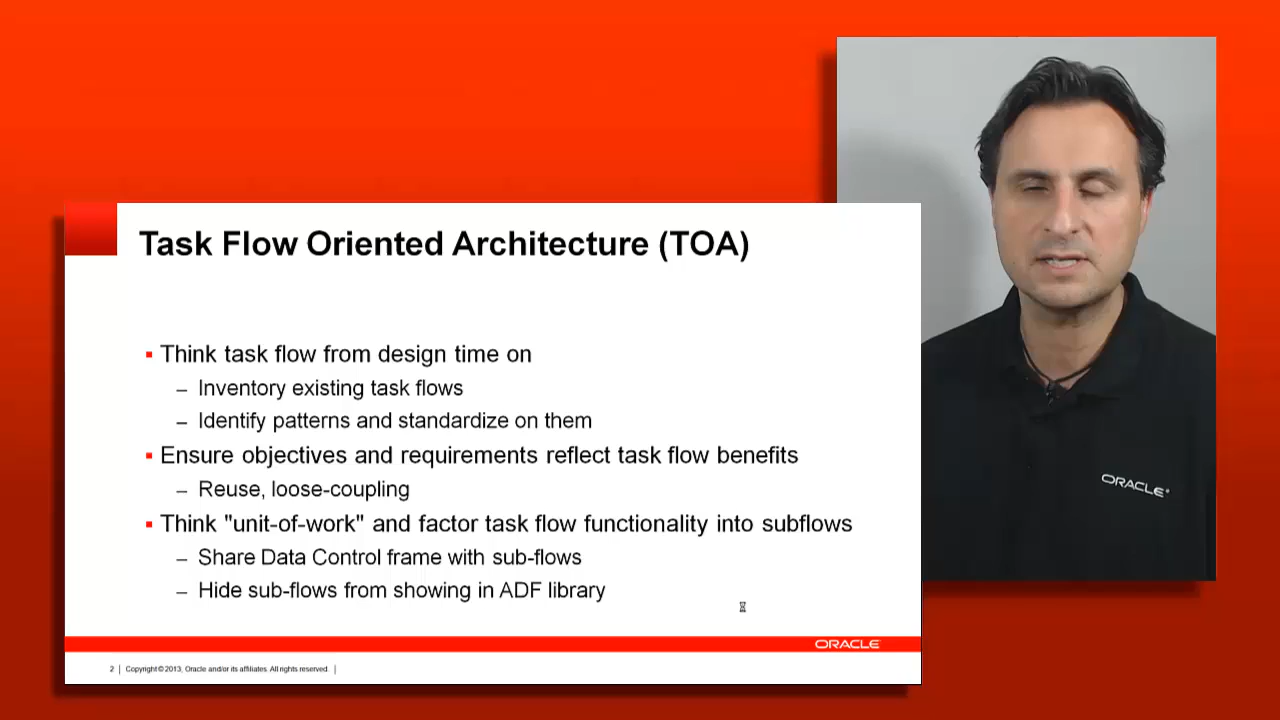 Task Flow Oriented Architecture (TOA)
▪ Think task flow from design time on
– Inventory existing task flows
– Identify patterns and standardize on them
▪ Ensure objectives and requirements reflect task flow benefits
– Reuse, loose-coupling
▪ Think "unit-of-work" and factor task flow functionality into subflows
– Share Data Control frame with sub-flows
– Hide sub-flows from showing in ADF library
ORACLE
2 | Copyright © 2013, Oracle and/or its affiliates. All rights reserved. |
ORACLE